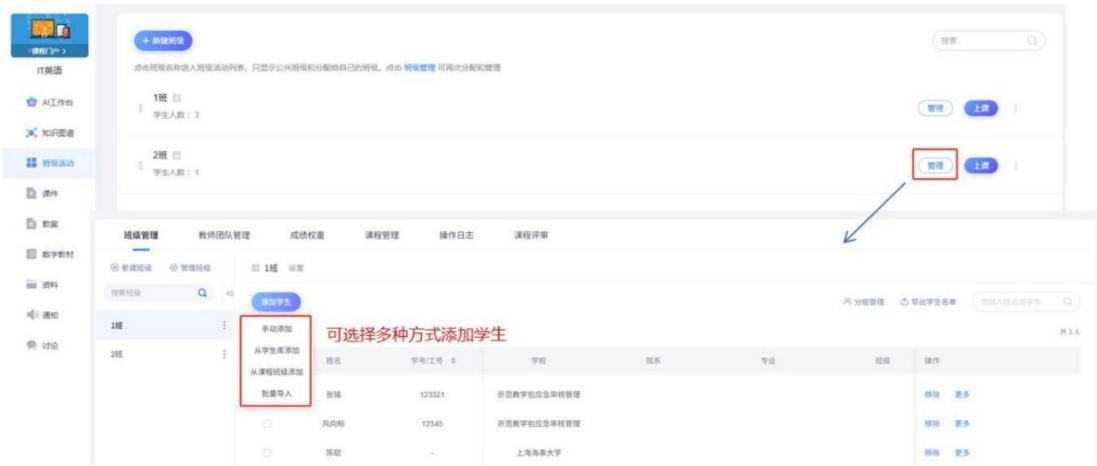 课程门户 >
IT英语
AI工作台
知识图谱
班级活动
课件
教案
数字教材
资料
通知
讨论
+ 新建班级
搜索
点击班级名称进入班级活动列表，只显示公共班级和分配给自己的班级。点击 班级管理 可再次分配和管理
1班
学生人数：3
管理
上课
2班
学生人数：1
管理
上课
班级管理 教师团队管理 成绩权重 课程管理 操作日志 课程评审
新建班级 管理班级
1班 设置
搜索班级
添加学生
分组管理 导出学生名单
请输入姓名或学号
1班
2班
手动添加
从学生库添加
从课程班级添加
批量导入
可选择多种方式添加学生
共 3 人
姓名 学号/工号 学校 院系 专业 班级 操作
张铭 123321 示范教学包应急审核管理 移除 更多
风向标 12345 示范教学包应急审核管理 移除 更多
陈聪 - 上海海事大学 移除 更多